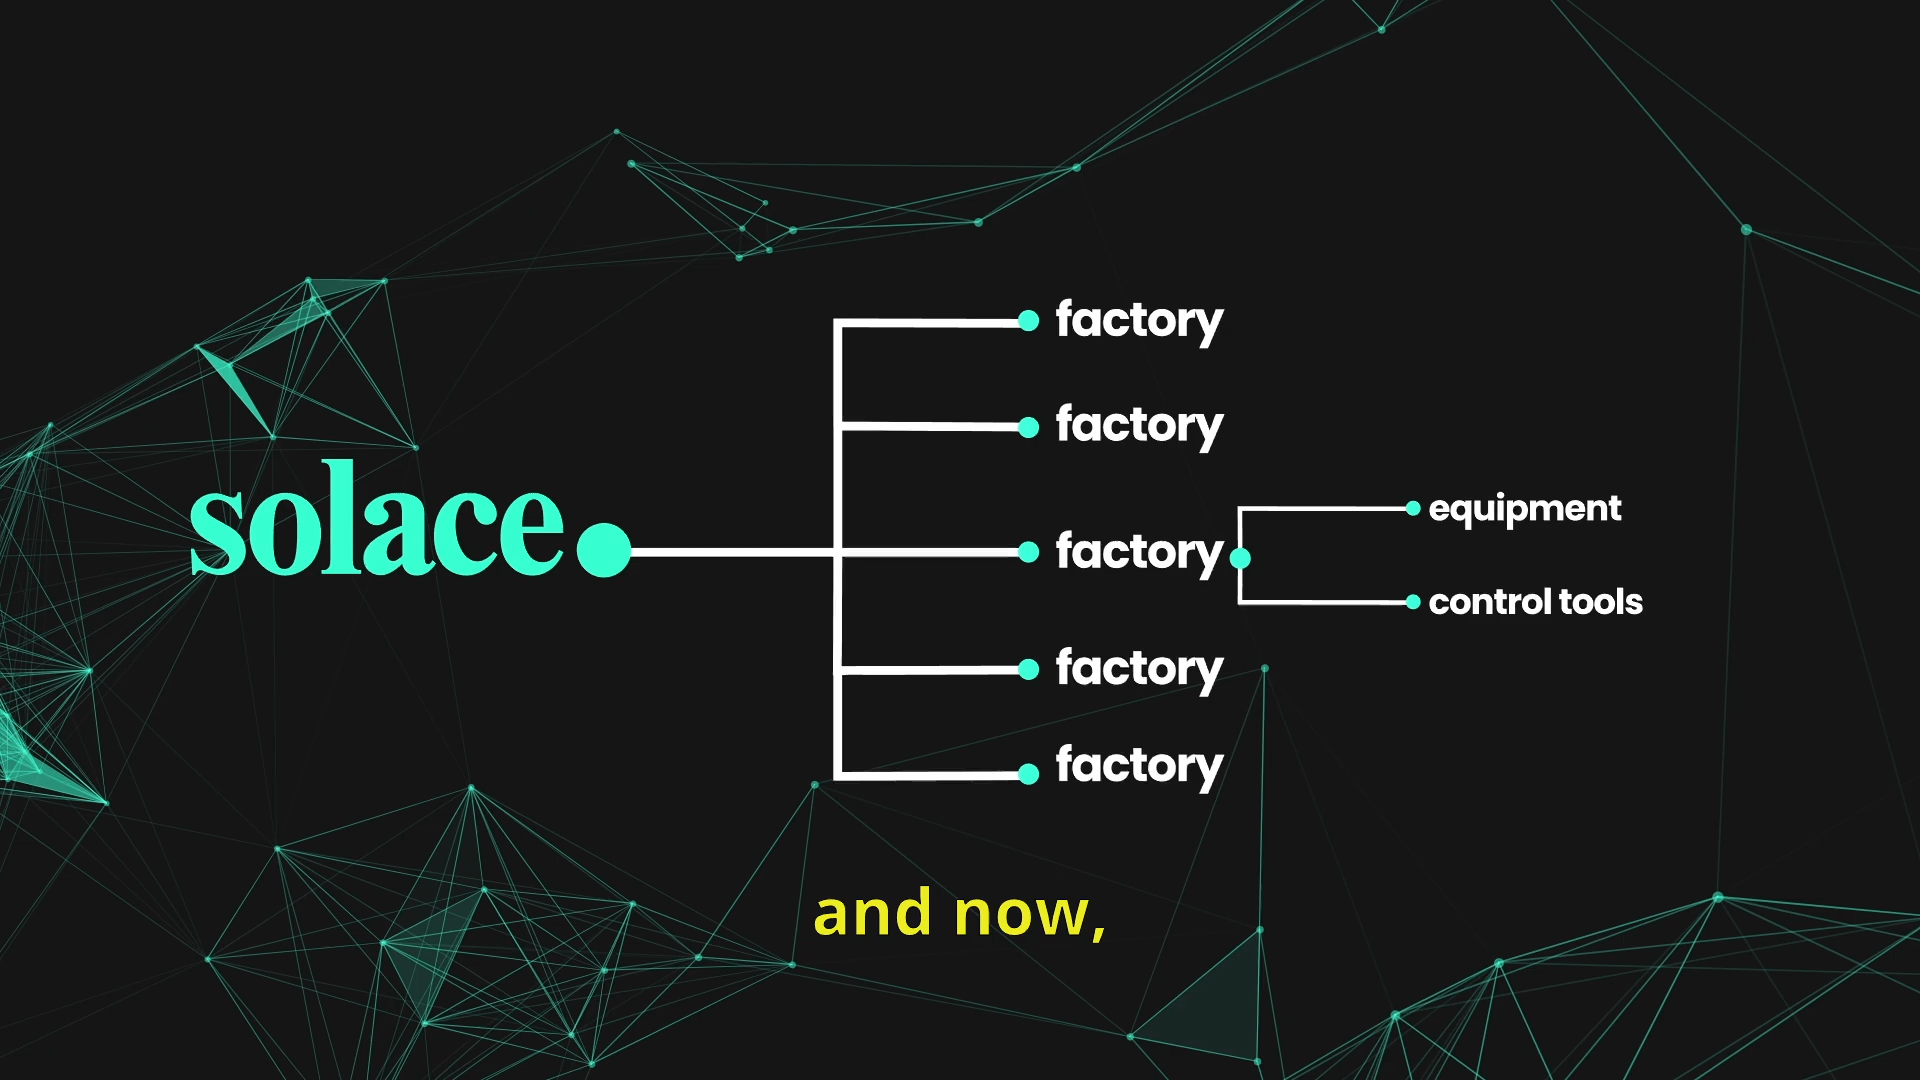 solace
factory
factory
factory
equipment
control tools
factory
factory
and now,